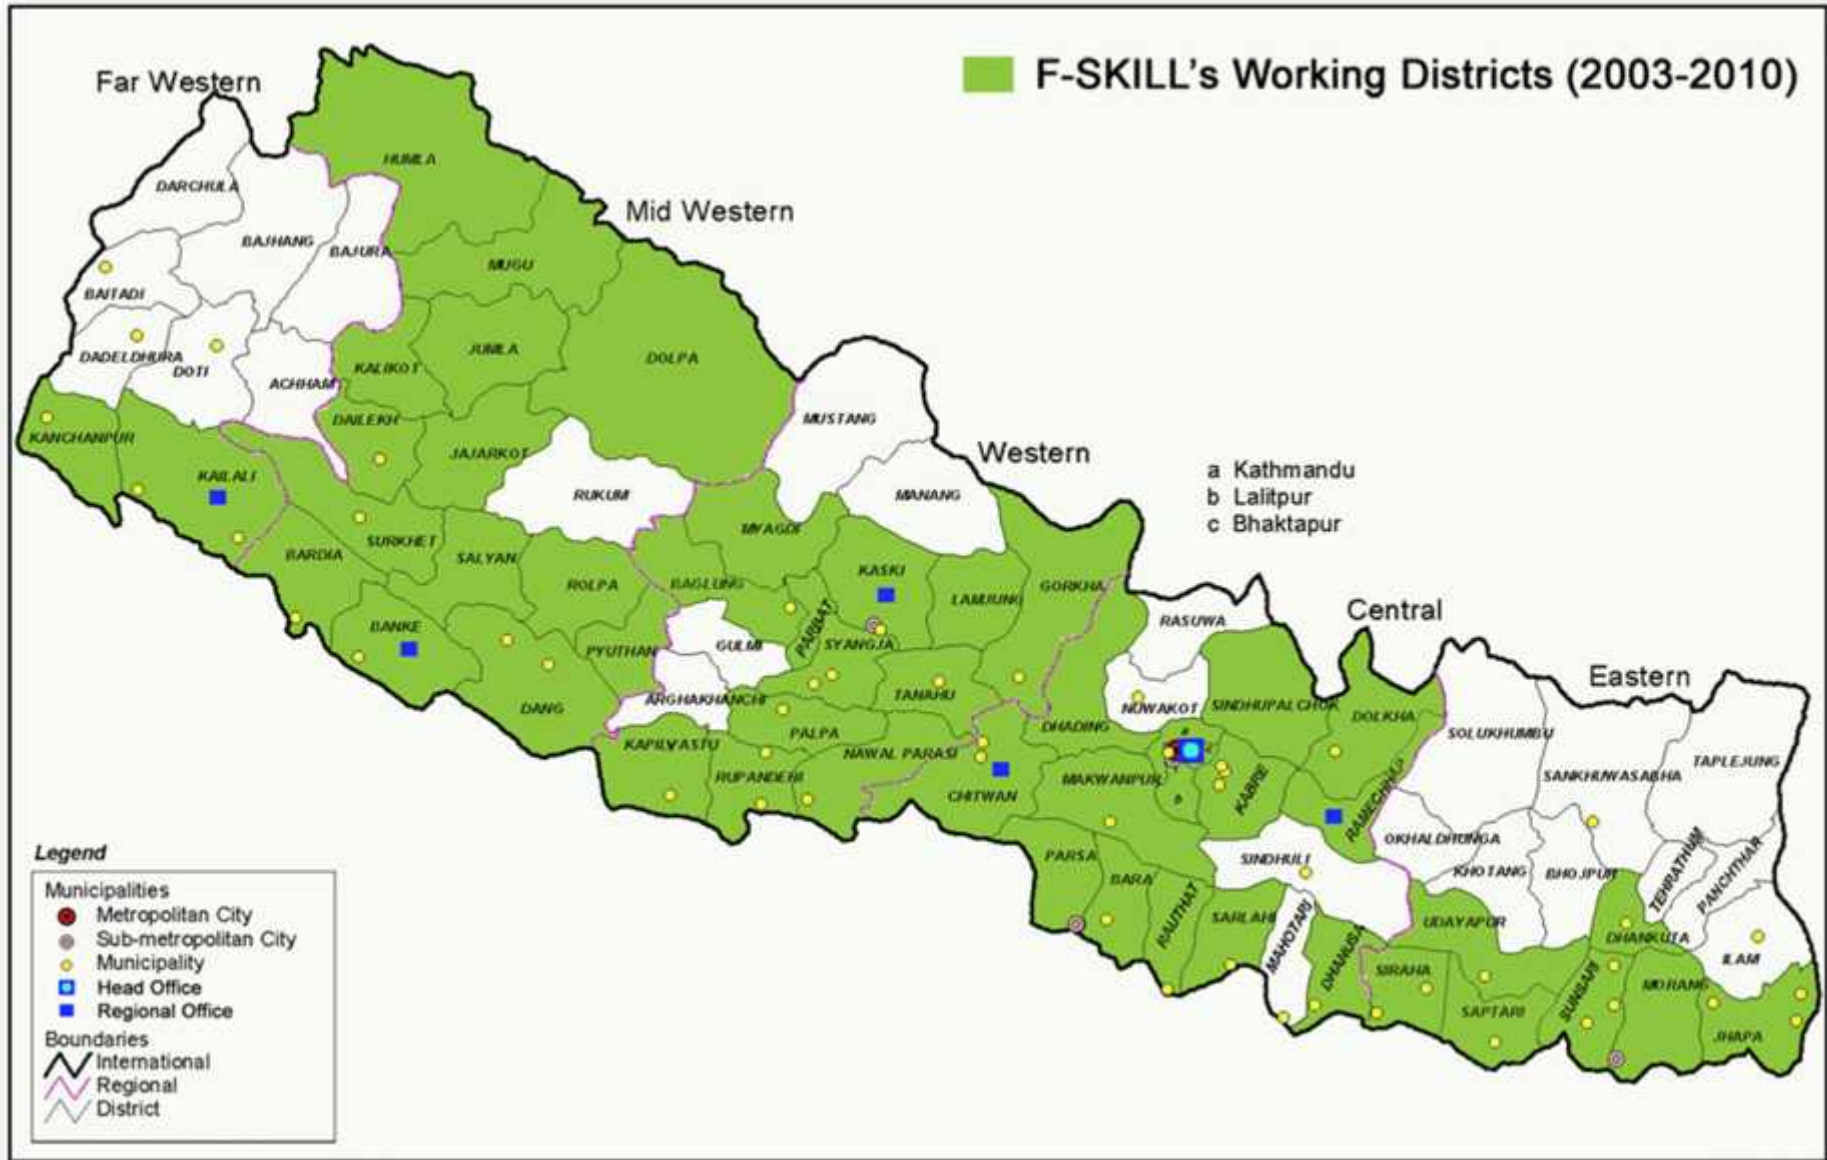 F-SKILL's Working Districts (2003-2010)
Far Western
Mid Western
Western
Central
Eastern
a Kathmandu
b Lalitpur
c Bhaktapur
HUMLA
DARCHULA
BAJHANG
BAJURA
MUGU
BAITADI
DADELDHURA
DOTI
ACHHAM
KALIKOT
JUMLA
DOLPA
KANCHANPUR
KAILALI
DAILEKH
JAJARKOT
RUKUM
MUSTANG
MANANG
BARDIA
SURKHET
SALYAN
ROLPA
MYAGDI
BAGLUNG
KASKI
LAMJUNG
GORKHA
RASUWA
BANKE
DANG
PYUTHAN
GULMI
PARBAT
SYANGJA
ARGHAKHANCHI
TANAHU
NUWAKOT
SINDHUPALCHOK
DOLKHA
SOLUKHUMBU
SANKHUWASABHA
TAPLEJUNG
KAPILVASTU
PALPA
RUPANDEHI
NAWAL PARASI
DHADING
CHITWAN
MAKWANPUR
a
b
KABRE
RAMECHHAP
OKHALDHUNGA
KHOTANG
BHOJPUR
TEHRATHUM
PANCHTHAR
PARSA
BARA
RAUTHAT
SARLAHI
SINDHULI
MAHOTARI
DHANUSA
SIRAHA
UDAYAPUR
SAPTARI
DHANKUTA
SUNSARI
MORANG
ILAM
JHAPA
Legend
Municipalities
Metropolitan City
Sub-metropolitan City
Municipality
Head Office
Regional Office
Boundaries
International
Regional
District